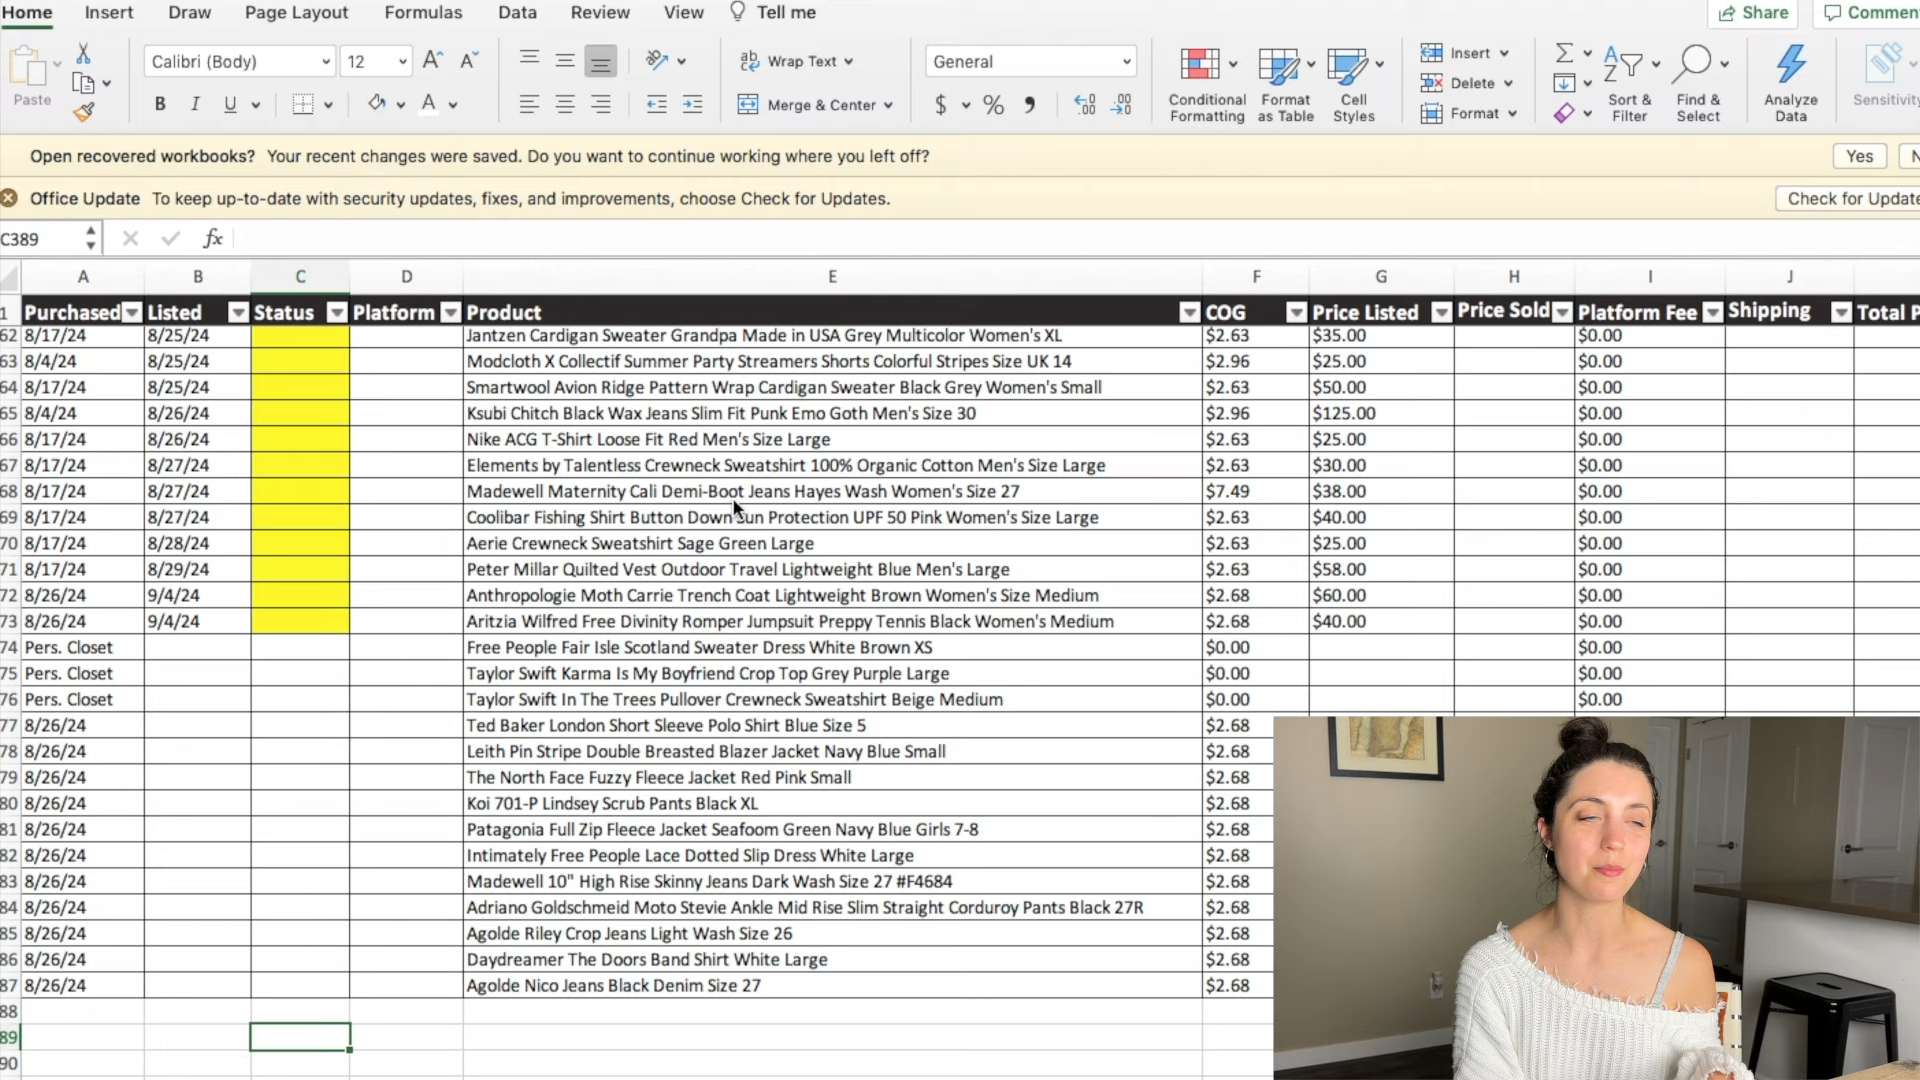 Home Insert Draw Page Layout Formulas Data Review View Tell me Share
Paste Calibri (Body) 12 A A Wrap Text General Insert
B I U A Merge & Center $ % Conditional Formatting Format as Table Cell Styles Delete Format Sort & Filter Find & Select Analyze Data Sensitivity
Open recovered workbooks? Your recent changes were saved. Do you want to continue working where you left off? Yes
Office Update To keep up-to-date with security updates, fixes, and improvements, choose Check for Updates. Check for Update
C389 fx
A B C D E F G H I J
1 Purchased Listed Status Platform Product COG Price Listed Price Sold Platform Fee Shipping Total P
62 8/17/24 8/25/24 Jantzen Cardigan Sweater Grandpa Made in USA Grey Multicolor Women's XL $2.63 $35.00 $0.00
63 8/4/24 8/25/24 Modcloth X Collectif Summer Party Streamers Shorts Colorful Stripes Size UK 14 $2.96 $25.00 $0.00
64 8/17/24 8/25/24 Smartwool Avion Ridge Pattern Wrap Cardigan Sweater Black Grey Women's Small $2.63 $50.00 $0.00
65 8/4/24 8/26/24 Ksubi Chitch Black Wax Jeans Slim Fit Punk Emo Goth Men's Size 30 $2.96 $125.00 $0.00
66 8/17/24 8/26/24 Nike ACG T-Shirt Loose Fit Red Men's Size Large $2.63 $25.00 $0.00
67 8/17/24 8/27/24 Elements by Talentless Crewneck Sweatshirt 100% Organic Cotton Men's Size Large $2.63 $30.00 $0.00
68 8/17/24 8/27/24 Madewell Maternity Cali Demi-Boot Jeans Hayes Wash Women's Size 27 $7.49 $38.00 $0.00
69 8/17/24 8/27/24 Coolibar Fishing Shirt Button Down Sun Protection UPF 50 Pink Women's Size Large $2.63 $40.00 $0.00
70 8/17/24 8/28/24 Aerie Crewneck Sweatshirt Sage Green Large $2.63 $25.00 $0.00
71 8/17/24 8/29/24 Peter Millar Quilted Vest Outdoor Travel Lightweight Blue Men's Large $2.63 $58.00 $0.00
72 8/26/24 9/4/24 Anthropologie Moth Carrie Trench Coat Lightweight Brown Women's Size Medium $2.68 $60.00 $0.00
73 8/26/24 9/4/24 Aritzia Wilfred Free Divinity Romper Jumpsuit Preppy Tennis Black Women's Medium $2.68 $40.00 $0.00
74 Pers. Closet Free People Fair Isle Scotland Sweater Dress White Brown XS $0.00 $0.00
75 Pers. Closet Taylor Swift Karma Is My Boyfriend Crop Top Grey Purple Large $0.00 $0.00
76 Pers. Closet Taylor Swift In The Trees Pullover Crewneck Sweatshirt Beige Medium $0.00 $0.00
77 8/26/24 Ted Baker London Short Sleeve Polo Shirt Blue Size 5 $2.68
78 8/26/24 Leith Pin Stripe Double Breasted Blazer Jacket Navy Blue Small $2.68
79 8/26/24 The North Face Fuzzy Fleece Jacket Red Pink Small $2.68
80 8/26/24 Koi 701-P Lindsey Scrub Pants Black XL $2.68
81 8/26/24 Patagonia Full Zip Fleece Jacket Seafoom Green Navy Blue Girls 7-8 $2.68
82 8/26/24 Intimately Free People Lace Dotted Slip Dress White Large $2.68
83 8/26/24 Madewell 10" High Rise Skinny Jeans Dark Wash Size 27 #F4684 $2.68
84 8/26/24 Adriano Goldschmeid Moto Stevie Ankle Mid Rise Slim Straight Corduroy Pants Black 27R $2.68
85 8/26/24 Agolde Riley Crop Jeans Light Wash Size 26 $2.68
86 8/26/24 Daydreamer The Doors Band Shirt White Large $2.68
87 8/26/24 Agolde Nico Jeans Black Denim Size 27 $2.68
88
89
90